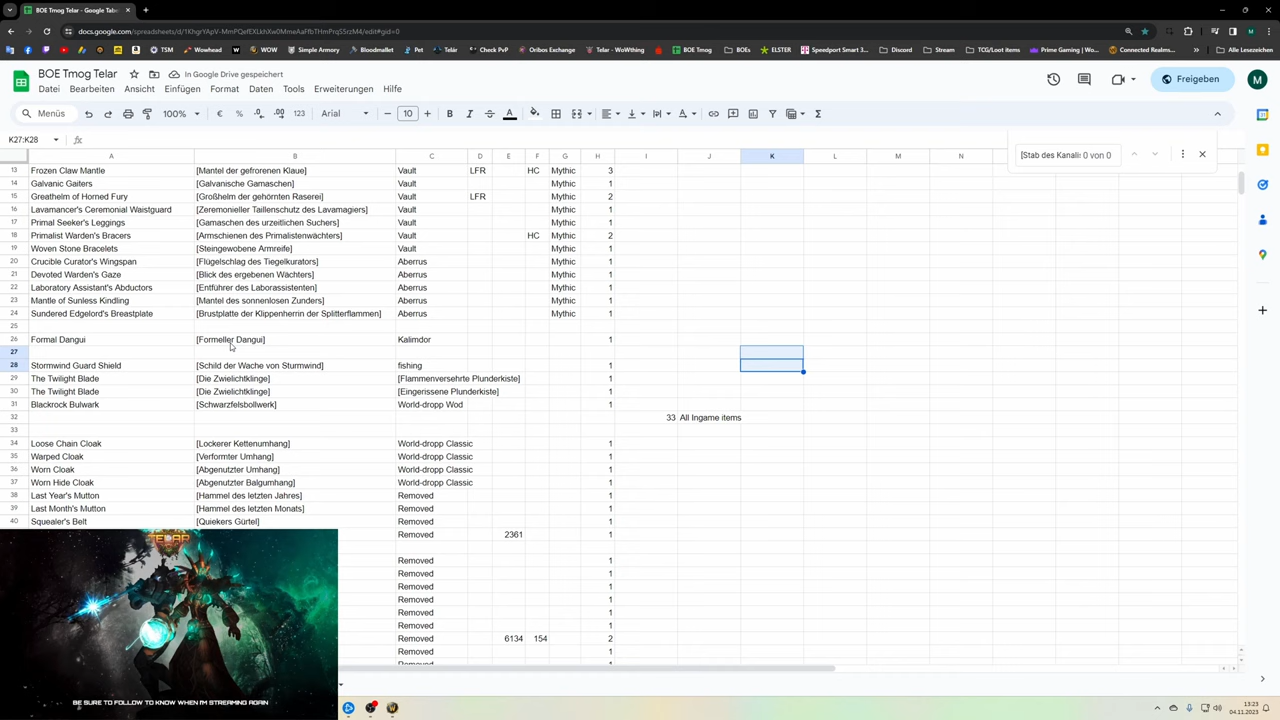 BOE Tmog Telar - Google Tabe
docs.google.com
BOE Tmog Telar
In Google Drive gespeichert
Freigeben
M
Datei Bearbeiten Ansicht Einfügen Format Daten Tools Erweiterungen Hilfe
Menüs 100% € % 123 Arial 10
K27:K28
0 von 0
TSM Wowhead WOW Simple Armory Bloodmallet Pet Telár Check PvP Oribos Exchange Telar - WoWthing BOE Tmog BOEs ELSTER Speedport Smart 3... Discord Stream TCG/Loot items Prime Gaming Connected Realms... Alle Lesezeichen
A B C D E F G H I J K L M N
13 Frozen Claw Mantle [Mantel der gefrorenen Klaue] Vault LFR HC Mythic 3
14 Galvanic Gaiters [Galvanische Gamaschen] Vault Mythic 1
15 Greathelm of Horned Fury [Großhelm der gehörnten Raserei] Vault LFR Mythic 2
16 Lavamancer's Ceremonial Waistguard [Zeremonieller Taillenschutz des Lavamagiers] Vault Mythic 1
17 Primal Seeker's Leggings [Gamaschen des urzeitlichen Suchers] Vault Mythic 1
18 Primalist Warden's Bracers [Armschienen des Primalistenwächters] Vault HC Mythic 2
19 Woven Stone Bracelets [Steingewobene Armreife] Vault Mythic 1
20 Crucible Curator's Wingspan [Flügelschlag des Tiegelkurators] Aberrus Mythic 1
21 Devoted Warden's Gaze [Blick des ergebenen Wächters] Aberrus Mythic 1
22 Laboratory Assistant's Abductors [Entführer des Laborassistenten] Aberrus Mythic 1
23 Mantle of Sunless Kindling [Mantel des sonnenlosen Zunders] Aberrus Mythic 1
24 Sundered Edgelord's Breastplate [Brustplatte der Klippenherrin der Splitterflammen] Aberrus Mythic 1
25
26 Formal Dangui [Formeller Dangui] Kalimdor 1
27
28 Stormwind Guard Shield [Schild der Wache von Sturmwind] fishing 1
29 The Twilight Blade [Die Zwielichtklinge] [Flammenversehrte Plunderkiste] 1
30 The Twilight Blade [Die Zwielichtklinge] [Eingerissene Plunderkiste] 1
31 Blackrock Bulwark [Schwarzfelsbollwerk] World-dropp Wod 1
32 33 All Ingame items
33
34 Loose Chain Cloak [Lockerer Kettenumhang] World-dropp Classic 1
35 Warped Cloak [Verformter Umhang] World-dropp Classic 1
36 Worn Cloak [Abgenutzter Umhang] World-dropp Classic 1
37 Worn Hide Cloak [Abgenutzter Balgumhang] World-dropp Classic 1
38 Last Year's Mutton [Hammel des letzten Jahres] Removed 1
39 Last Month's Mutton [Hammel des letzten Monats] Removed 1
40 Squealer's Belt [Quiekers Gürtel] Removed 1
Removed 2361 1
Removed 1
Removed 1
Removed 1
Removed 1
Removed 1
Removed 1
Removed 6134 154 2
Removed 1
TELAR
BE SURE TO FOLLOW TO KNOW WHEN I'M STREAMING AGAIN
13:23
04.11.2023